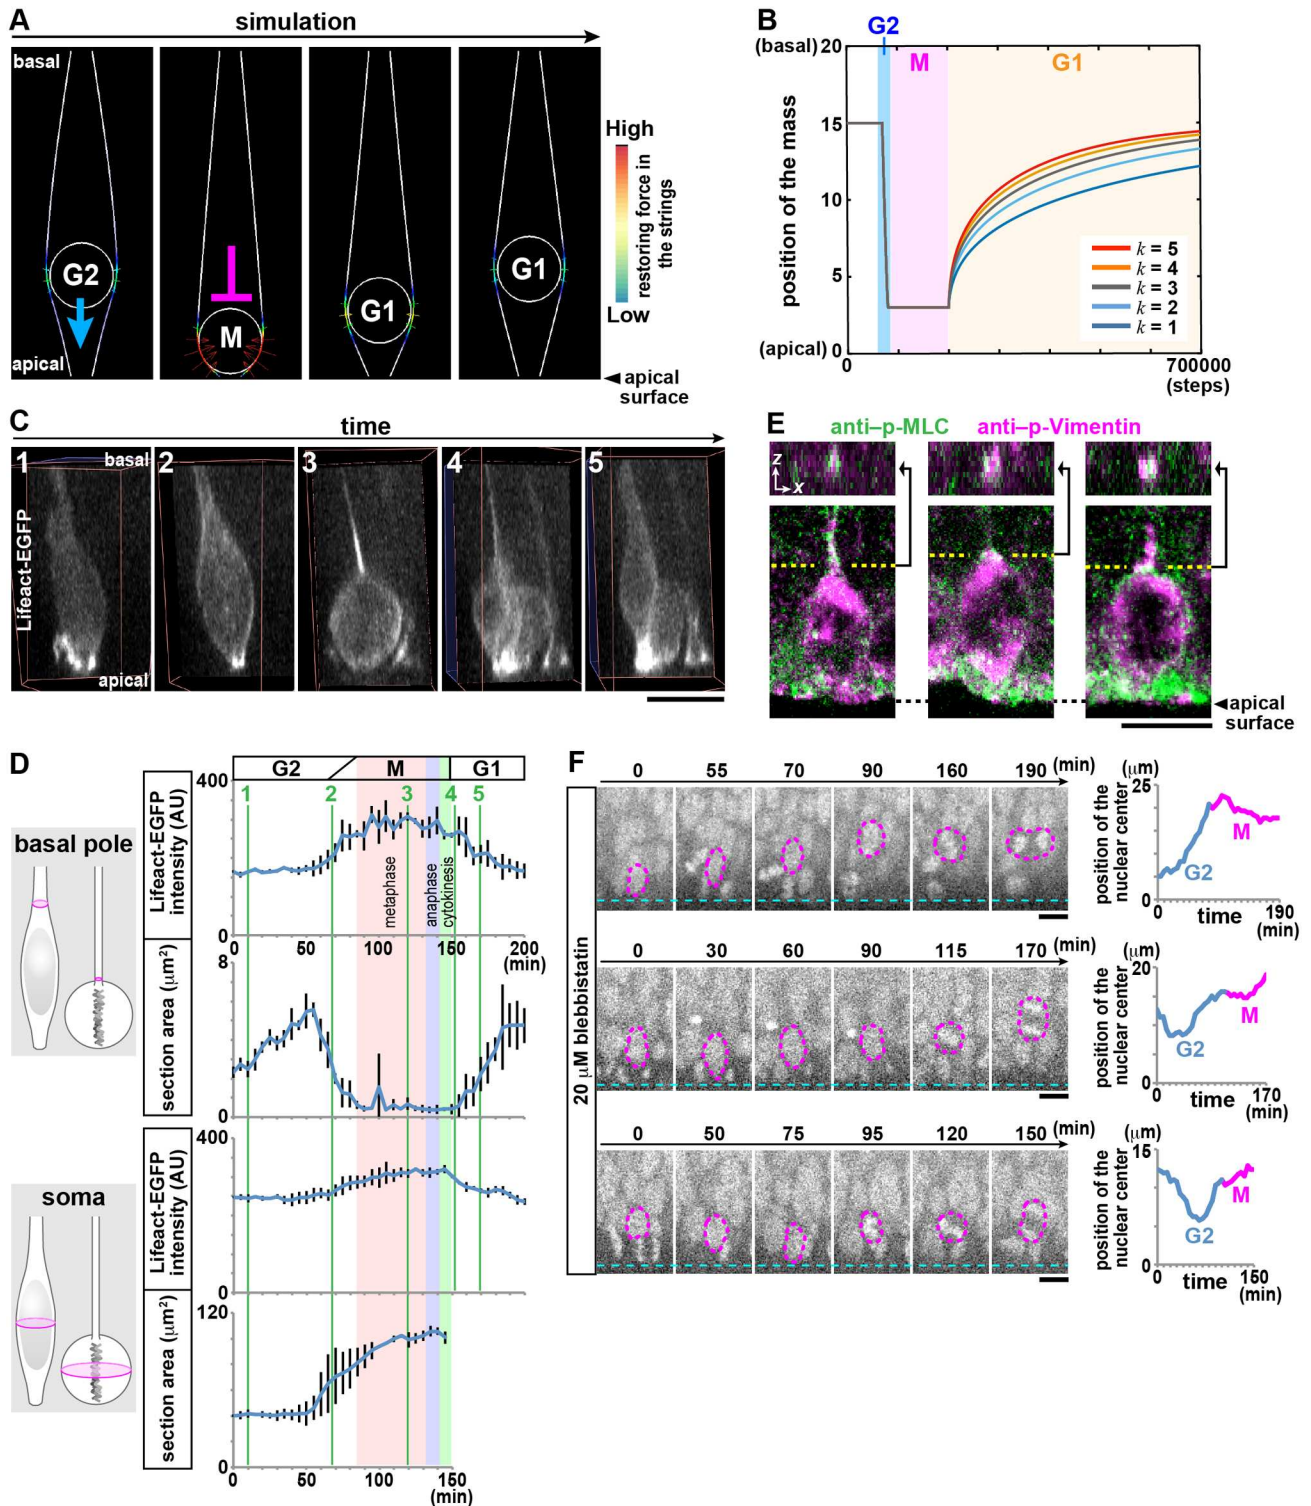 A
simulation
basal
G2
M
G1
G1
apical
High
restoring force in
the strings
Low
apical
surface
B
G2
(basal) 20
M
G1
position of the mass
15
10
5
(apical) 0
k = 5
k = 4
k = 3
k = 2
k = 1
0
700000
(steps)
C
time
1
basal
2
3
4
5
Lifeact-EGFP
apical
E
anti–p-MLC
anti–p-Vimentin
z
x
apical
surface
D
basal pole
soma
G2
M
G1
Lifeact-EGFP
intensity (AU)
400
0
1
2
3
4
5
metaphase
anaphase
cytokinesis
0
50
100
150
200
(min)
section area (μm²)
8
0
Lifeact-EGFP
intensity (AU)
400
0
section area (μm²)
120
0
0
50
100
150
(min)
F
20 μM blebbistatin
0
55
70
90
160
190
(min)
(μm)
25
position of the
nuclear center
M
G2
0
0
time
190
(min)
0
30
60
90
115
170
(min)
(μm)
20
position of the
nuclear center
G2
M
0
0
time
170
(min)
0
50
75
95
120
150
(min)
(μm)
15
position of the
nuclear center
M
G2
0
0
time
150
(min)